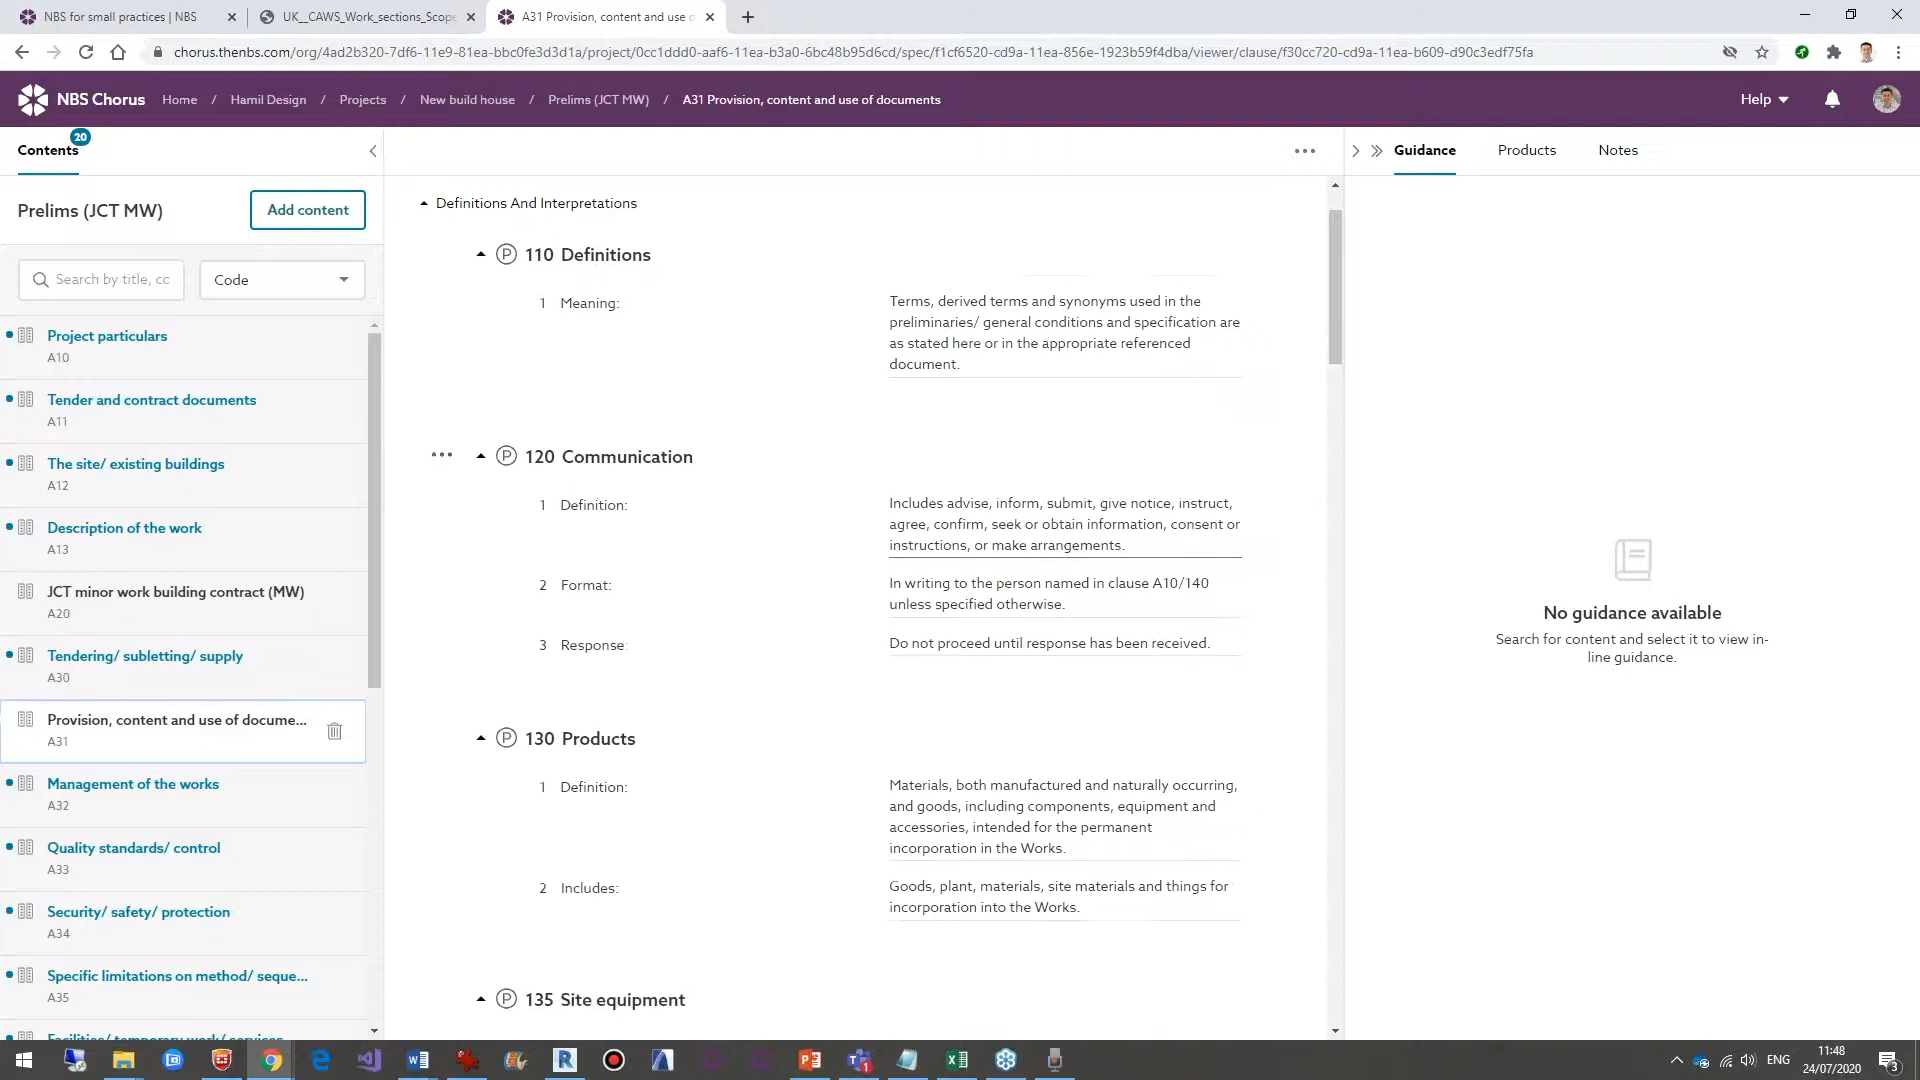 NBS for small practices | NBS
UK__CAWS_Work_sections_Scope
A31 Provision, content and use o
chorus.thenbs.com/org/4ad2b320-7df6-11e9-81ea-bbc0fe3d3d1a/project/0cc1ddd0-aaf6-11ea-b3a0-6bc48b95d6cd/spec/f1cf6520-cd9a-11ea-856e-1923b59f4dba/viewer/clause/f30cc720-cd9a-11ea-b609-d90c3edf75fa
NBS Chorus Home / Hamil Design / Projects / New build house / Prelims (JCT MW) / A31 Provision, content and use of documents
Help
Contents
20
Prelims (JCT MW)
Add content
Search by title, cc
Code
Project particulars
A10
Tender and contract documents
A11
The site/ existing buildings
A12
Description of the work
A13
JCT minor work building contract (MW)
A20
Tendering/ subletting/ supply
A30
Provision, content and use of docume...
A31
Management of the works
A32
Quality standards/ control
A33
Security/ safety/ protection
A34
Specific limitations on method/ seque...
A35
Facilities/ temporary work/ services
Definitions And Interpretations
P 110 Definitions
1 Meaning:
Terms, derived terms and synonyms used in the
preliminaries/ general conditions and specification are
as stated here or in the appropriate referenced
document.
P 120 Communication
1 Definition:
Includes advise, inform, submit, give notice, instruct,
agree, confirm, seek or obtain information, consent or
instructions, or make arrangements.
2 Format:
In writing to the person named in clause A10/140
unless specified otherwise.
3 Response:
Do not proceed until response has been received.
P 130 Products
1 Definition:
Materials, both manufactured and naturally occurring,
and goods, including components, equipment and
accessories, intended for the permanent
incorporation in the Works.
2 Includes:
Goods, plant, materials, site materials and things for
incorporation into the Works.
P 135 Site equipment
Guidance
Products
Notes
No guidance available
Search for content and select it to view in-
line guidance.
ENG
11:48
24/07/2020
3